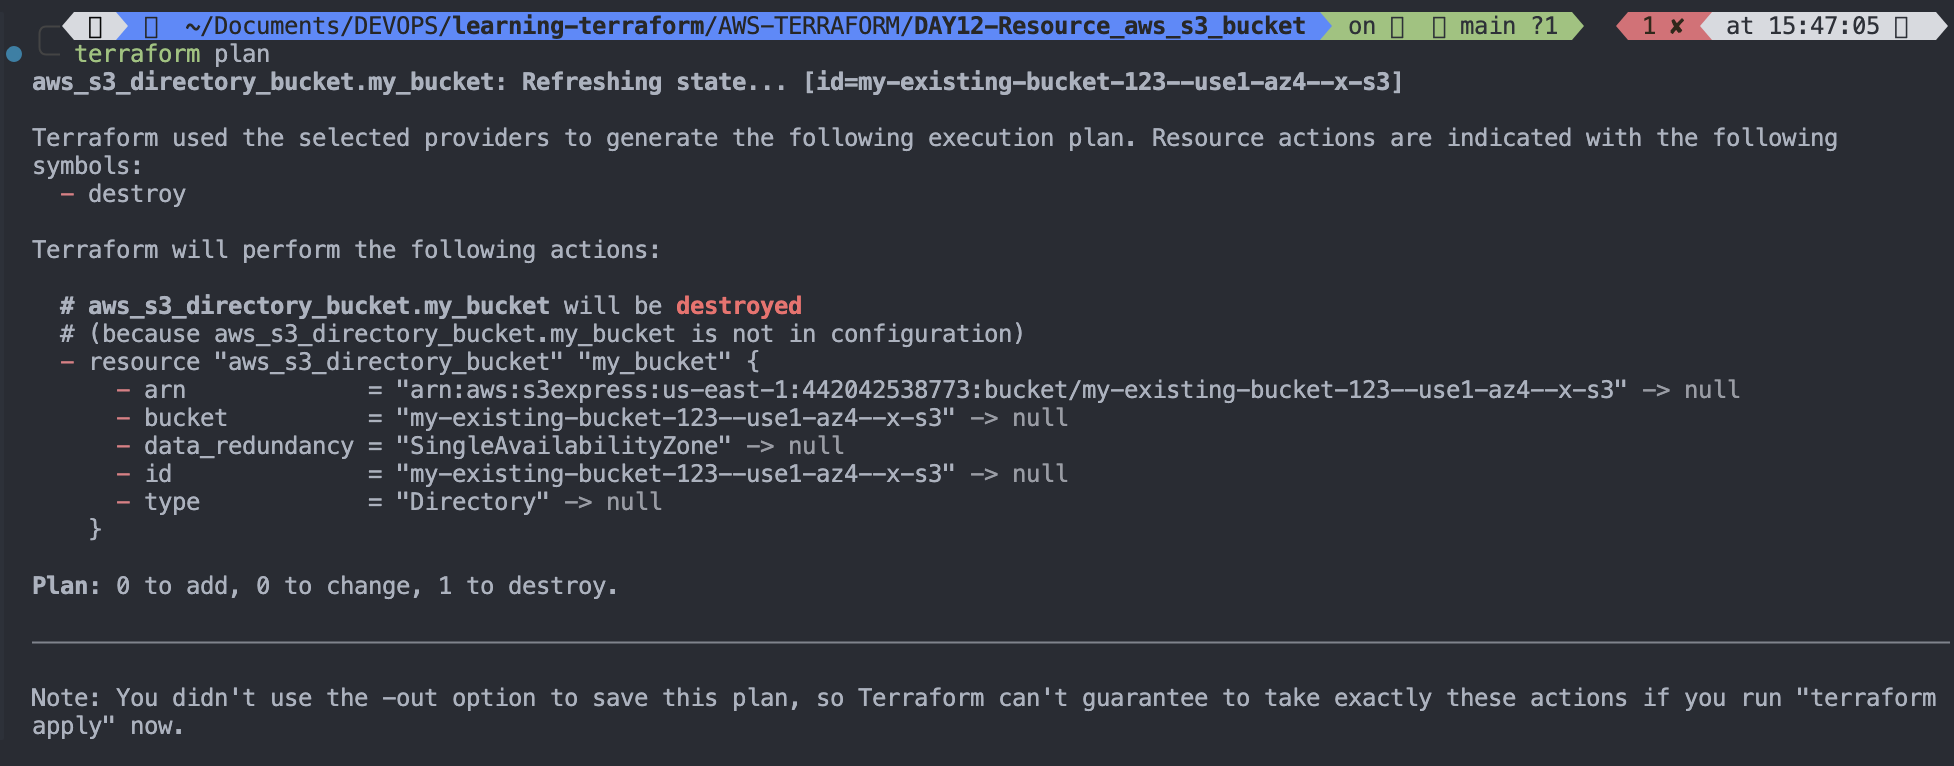 ~/Documents/DEVOPS/learning-terraform/AWS-TERRAFORM/DAY12-Resource_aws_s3_bucket on main ?1 1 ✘ at 15:47:05
terraform plan
aws_s3_directory_bucket.my_bucket: Refreshing state... [id=my-existing-bucket-123--use1-az4--x-s3]
Terraform used the selected providers to generate the following execution plan. Resource actions are indicated with the following
symbols:
- destroy
Terraform will perform the following actions:
# aws_s3_directory_bucket.my_bucket will be destroyed
# (because aws_s3_directory_bucket.my_bucket is not in configuration)
- resource "aws_s3_directory_bucket" "my_bucket" {
- arn = "arn:aws:s3express:us-east-1:442042538773:bucket/my-existing-bucket-123--use1-az4--x-s3" -> null
- bucket = "my-existing-bucket-123--use1-az4--x-s3" -> null
- data_redundancy = "SingleAvailabilityZone" -> null
- id = "my-existing-bucket-123--use1-az4--x-s3" -> null
- type = "Directory" -> null
}
Plan: 0 to add, 0 to change, 1 to destroy.
Note: You didn't use the -out option to save this plan, so Terraform can't guarantee to take exactly these actions if you run "terraform
apply" now.